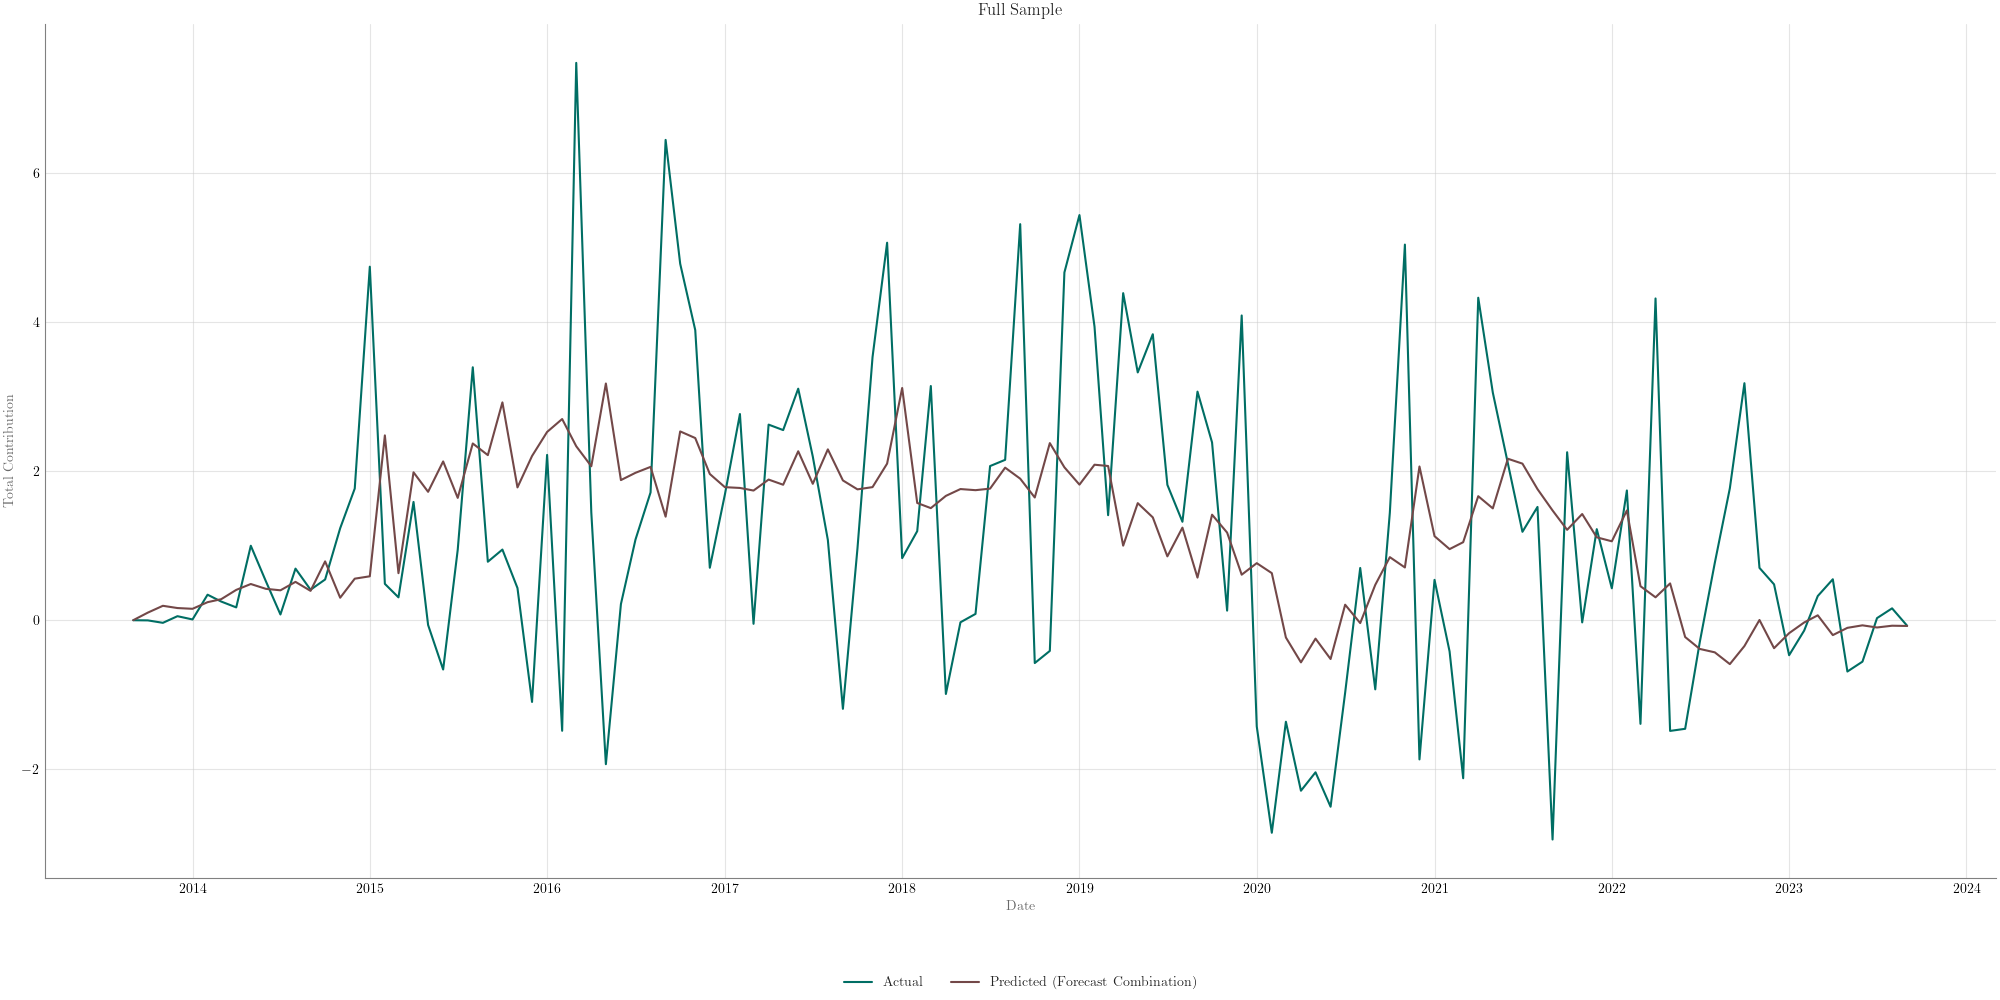 Full Sample
Total Contribution
6
4
2
0
−2
2014 2015 2016 2017 2018 2019 2020 2021 2022 2023 2024
Date
Actual Predicted (Forecast Combination)